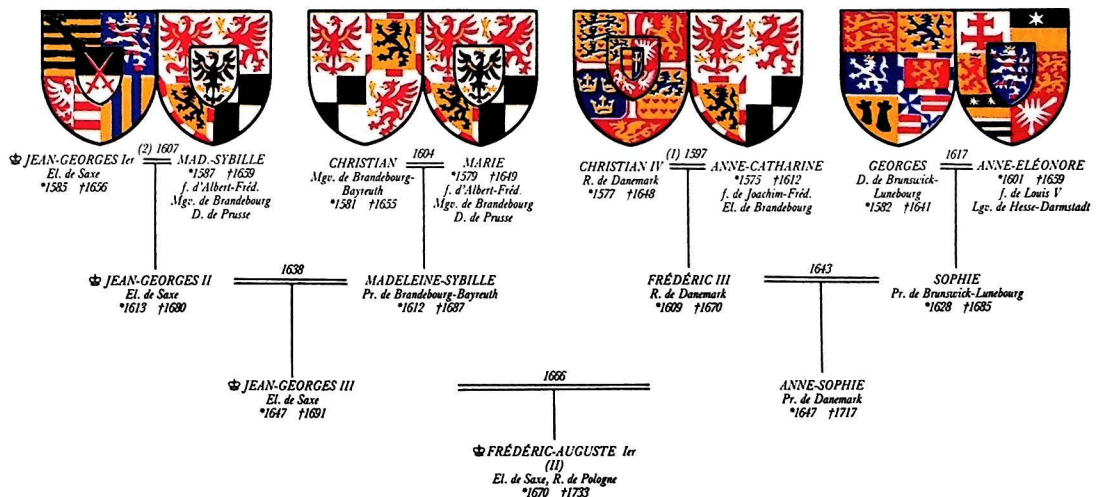 ♔ JEAN-GEORGES Ier
El. de Saxe
*1585 †1656
(2) 1607
MAD.-SYBILLE
*1587 †1659
f. d'Albert-Fréd.
Mgv. de Brandebourg
D. de Prusse
CHRISTIAN
Mgv. de Brandebourg-
Bayreuth
*1581 †1655
1604
MARIE
*1579 †1649
f. d'Albert-Fréd.
Mgv. de Brandebourg
D. de Prusse
CHRISTIAN IV
R. de Danemark
*1577 †1648
(1) 1597
ANNE-CATHARINE
*1575 †1612
f. de Joachim-Fréd.
El. de Brandebourg
GEORGES
D. de Brunswick-
Lunebourg
*1582 †1641
1617
ANNE-ELÉONORE
*1601 †1659
f. de Louis V
Lgv. de Hesse-Darmstadt
♔ JEAN-GEORGES II
El. de Saxe
*1613 †1680
1638
MADELEINE-SYBILLE
Pr. de Brandebourg-Bayreuth
*1612 †1687
FRÉDÉRIC III
R. de Danemark
*1609 †1670
1643
SOPHIE
Pr. de Brunswick-Lunebourg
*1628 †1685
♔ JEAN-GEORGES III
El. de Saxe
*1647 †1691
1666
ANNE-SOPHIE
Pr. de Danemark
*1647 †1717
♔ FRÉDÉRIC-AUGUSTE Ier
(II)
El. de Saxe, R. de Pologne
*1670 †1733